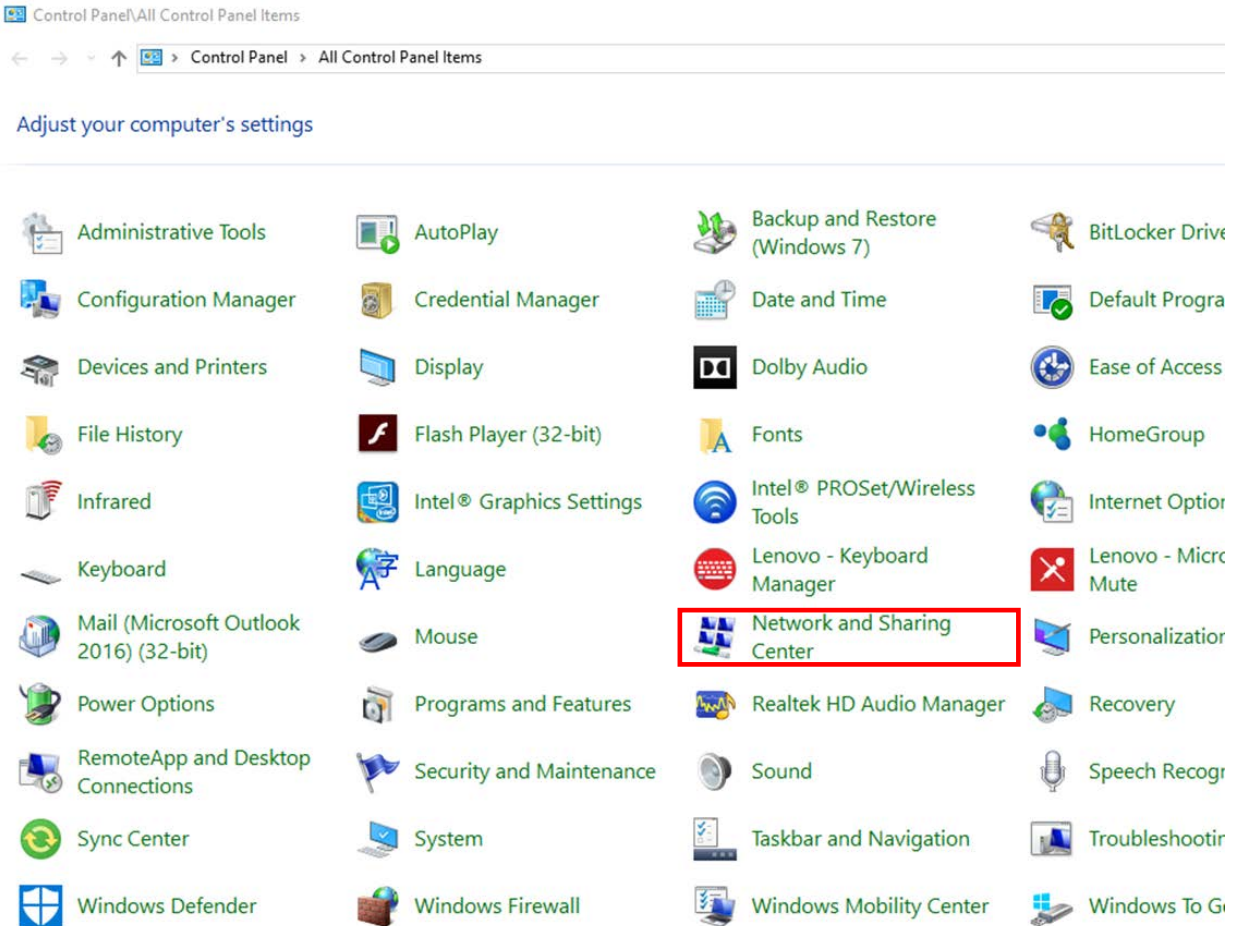 Control Panel\All Control Panel Items
Control Panel > All Control Panel Items
Adjust your computer's settings
Administrative Tools
AutoPlay
Backup and Restore
(Windows 7)
BitLocker Drive
Configuration Manager
Credential Manager
Date and Time
Default Progra
Devices and Printers
Display
Dolby Audio
Ease of Access
File History
Flash Player (32-bit)
Fonts
HomeGroup
Infrared
Intel® Graphics Settings
Intel® PROSet/Wireless
Tools
Internet Option
Keyboard
Language
Lenovo - Keyboard
Manager
Lenovo - Micro
Mute
Mail (Microsoft Outlook
2016) (32-bit)
Mouse
Network and Sharing
Center
Personalization
Power Options
Programs and Features
Realtek HD Audio Manager
Recovery
RemoteApp and Desktop
Connections
Security and Maintenance
Sound
Speech Recogn
Sync Center
System
Taskbar and Navigation
Troubleshootin
Windows Defender
Windows Firewall
Windows Mobility Center
Windows To Go